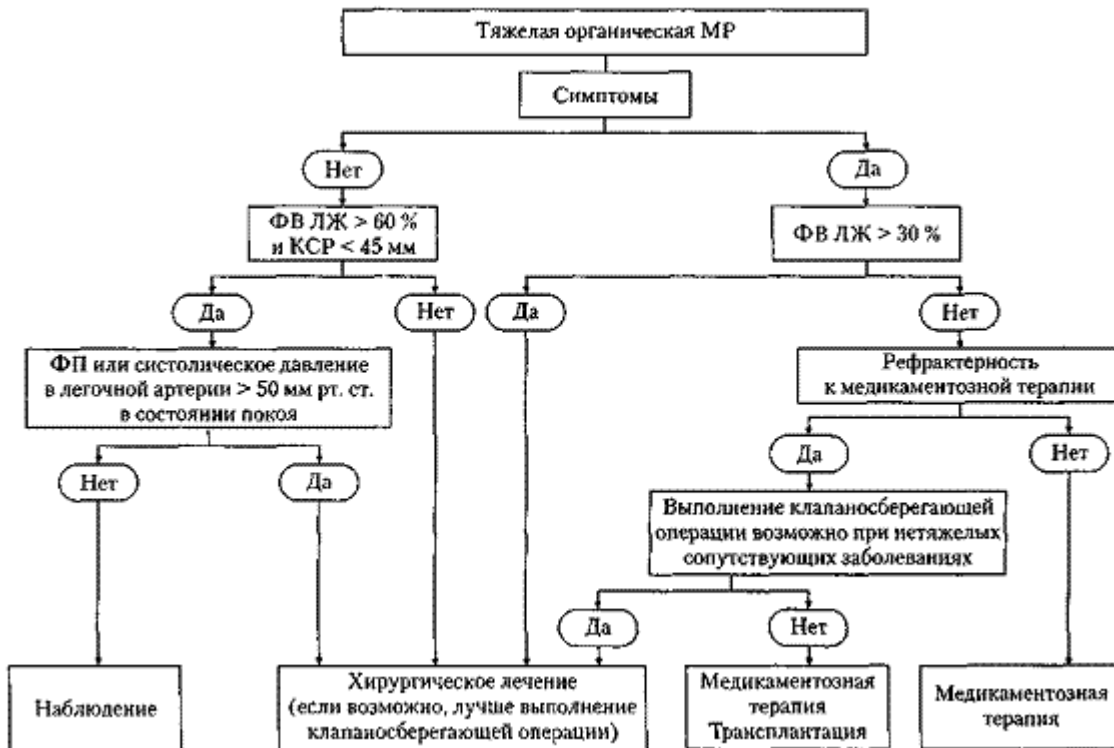 Тяжелая органическая МР
Симптомы
Нет
Да
ФВ ЛЖ > 60 %
и КСР < 45 мм
ФВ ЛЖ > 30 %
Да
Нет
Да
Нет
ФП или систолическое давление
в легочной артерии > 50 мм рт. ст.
в состоянии покоя
Рефрактерность
к медикаментозной терапии
Нет
Да
Да
Нет
Выполнение клапаносберегающей
операции возможно при нетяжелых
сопутствующих заболеваниях
Да
Нет
Наблюдение
Хирургическое лечение
(если возможно, лучше выполнение
клапаносберегающей операции)
Медикаментозная
терапия
Трансплантация
Медикаментозная
терапия